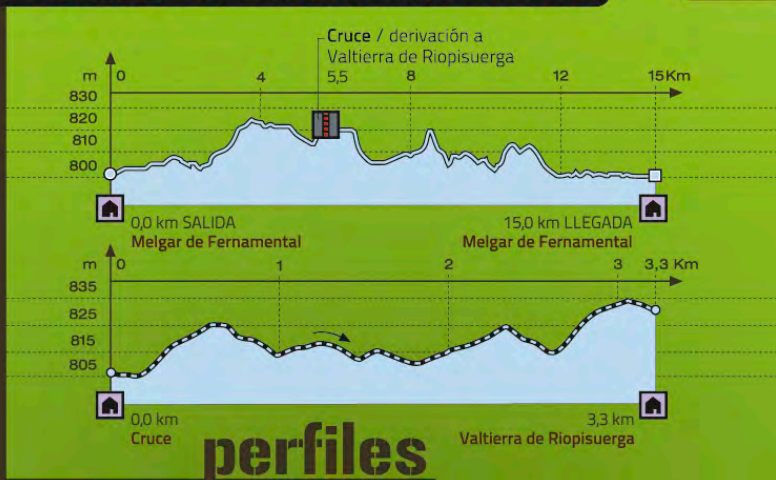 Cruce / derivación a
Valtierra de Riopisuerga
m 0 4 5,5 8 12 15Km
830
820
810
800
0,0 km SALIDA
Melgar de Fernamental
15,0 km LLEGADA
Melgar de Fernamental
m 0 1 2 3 3,3 Km
835
825
815
805
0,0 km
Cruce
3,3 km
Valtierra de Riopisuerga
perfiles